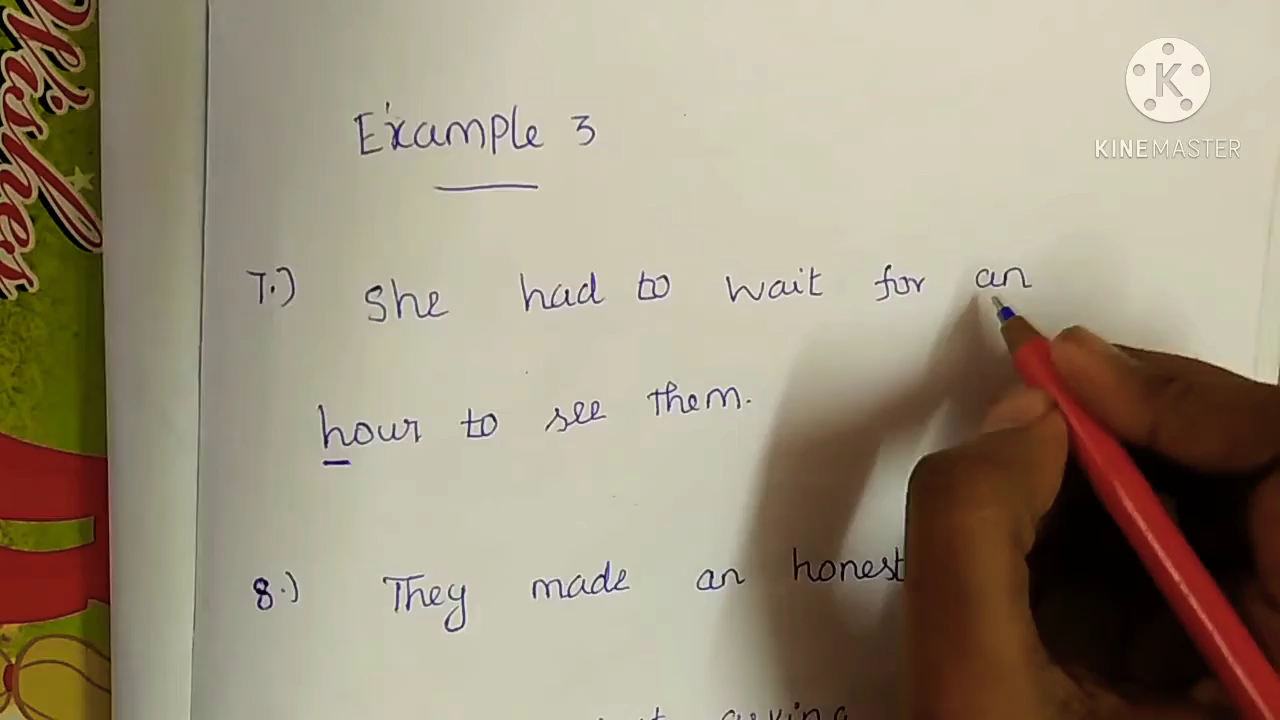 Washer
KINEMASTER
Example 3
7.) She had to wait for an
hour to see them.
8.) They made an honest